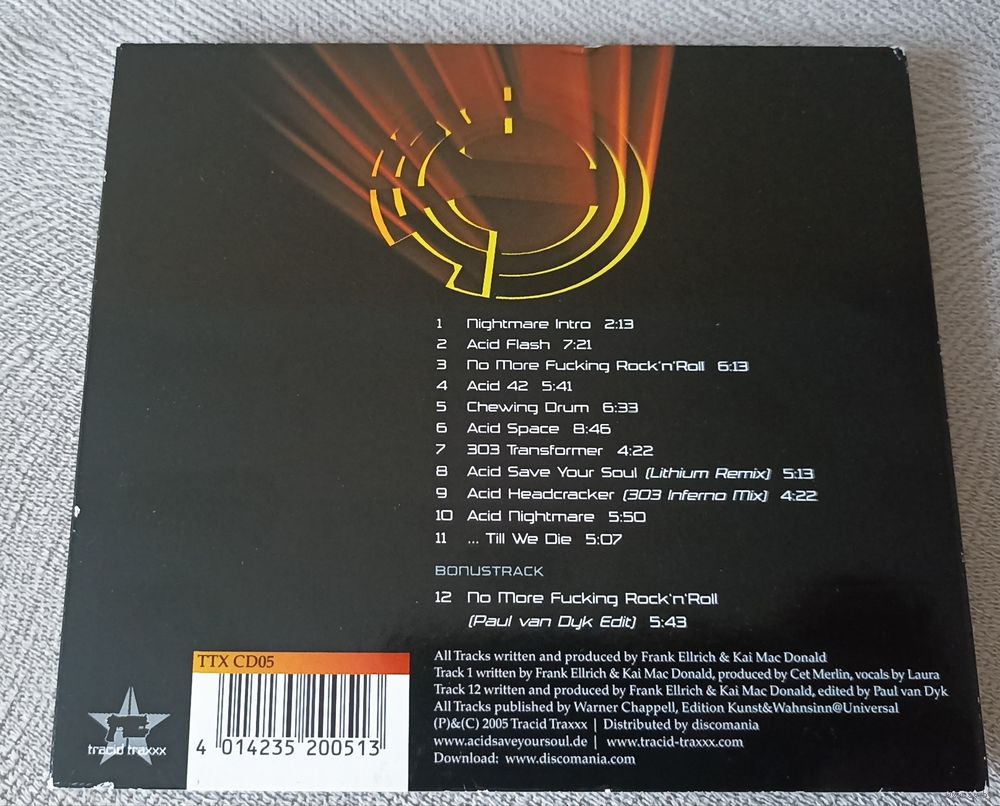 1 Nightmare Intro 2:13
2 Acid Flash 7:21
3 No More Fucking Rock'n'Roll 6:13
4 Acid 42 5:41
5 Chewing Drum 6:33
6 Acid Space 8:46
7 303 Transformer 4:22
8 Acid Save Your Soul (Lithium Remix) 5:13
9 Acid Headcracker (303 Inferno Mix) 4:22
10 Acid Nightmare 5:50
11 ... Till We Die 5:07
BONUSTRACK
12 No More Fucking Rock'n'Roll
(Paul van Dyk Edit) 5:43
All Tracks written and produced by Frank Ellrich & Kai Mac Donald
Track 1 written by Frank Ellrich & Kai Mac Donald, produced by Cet Merlin, vocals by Laura
Track 12 written and produced by Frank Ellrich & Kai Mac Donald, edited by Paul van Dyk
All Tracks published by Warner Chappell, Edition Kunst&Wahnsinn@Universal
(P)&(C) 2005 Tracid Traxxx | Distributed by discomania
www.acidsaveyoursoul.de | www.tracid-traxxx.com
Download: www.discomania.com
TTX CD05
4 014235 200513
tracid traxxx